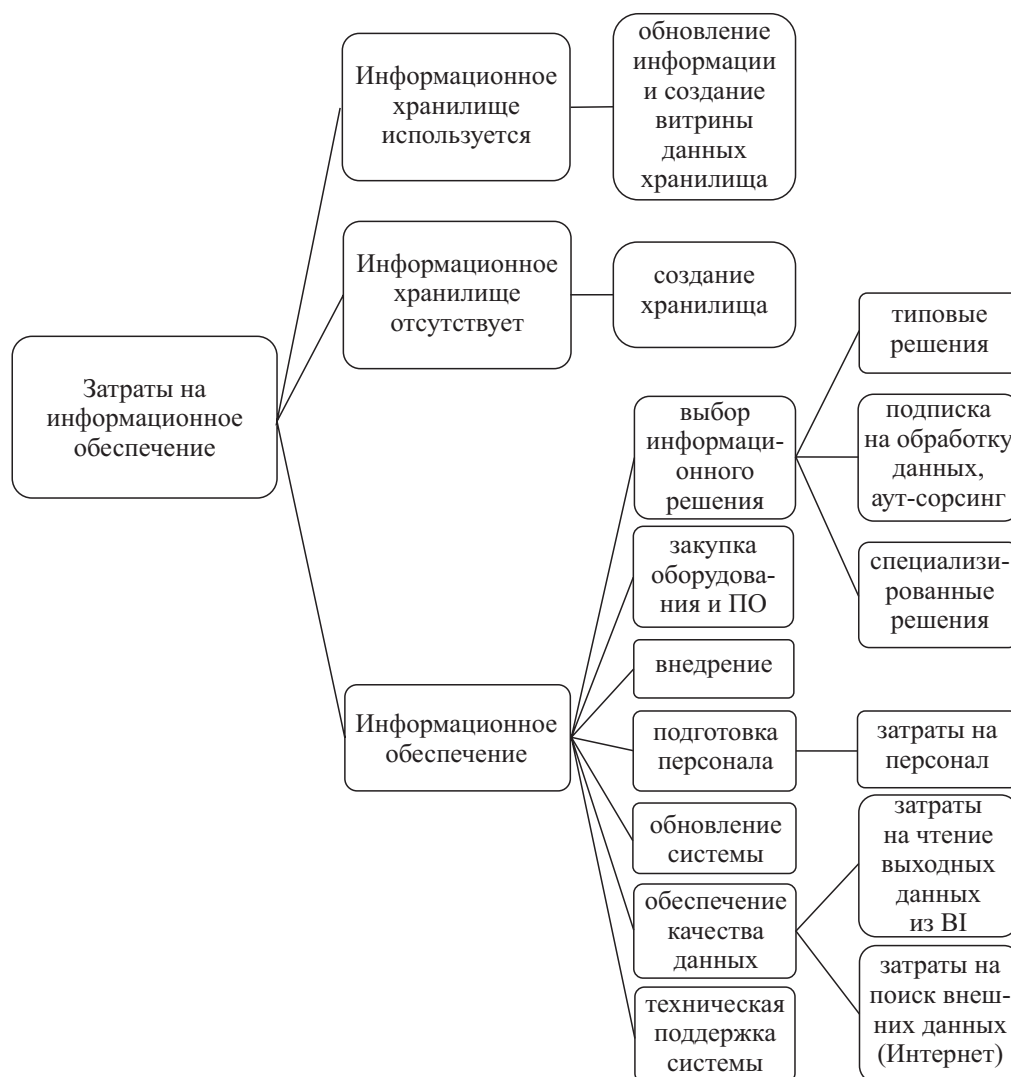 Затраты на
информационное
обеспечение
Информационное
хранилище
используется
обновление
информации
и создание
витрины
данных
хранилища
Информационное
хранилище
отсутствует
создание
хранилища
Информационное
обеспечение
выбор
информаци-
онного
решения
типовые
решения
подписка
на обработку
данных,
аут-сорсинг
специализи-
рованные
решения
закупка
оборудова-
ния и ПО
внедрение
подготовка
персонала
затраты на
персонал
обновление
системы
обеспечение
качества
данных
затраты
на чтение
выходных
данных
из BI
затраты на
поиск внеш-
них данных
(Интернет)
техническая
поддержка
системы